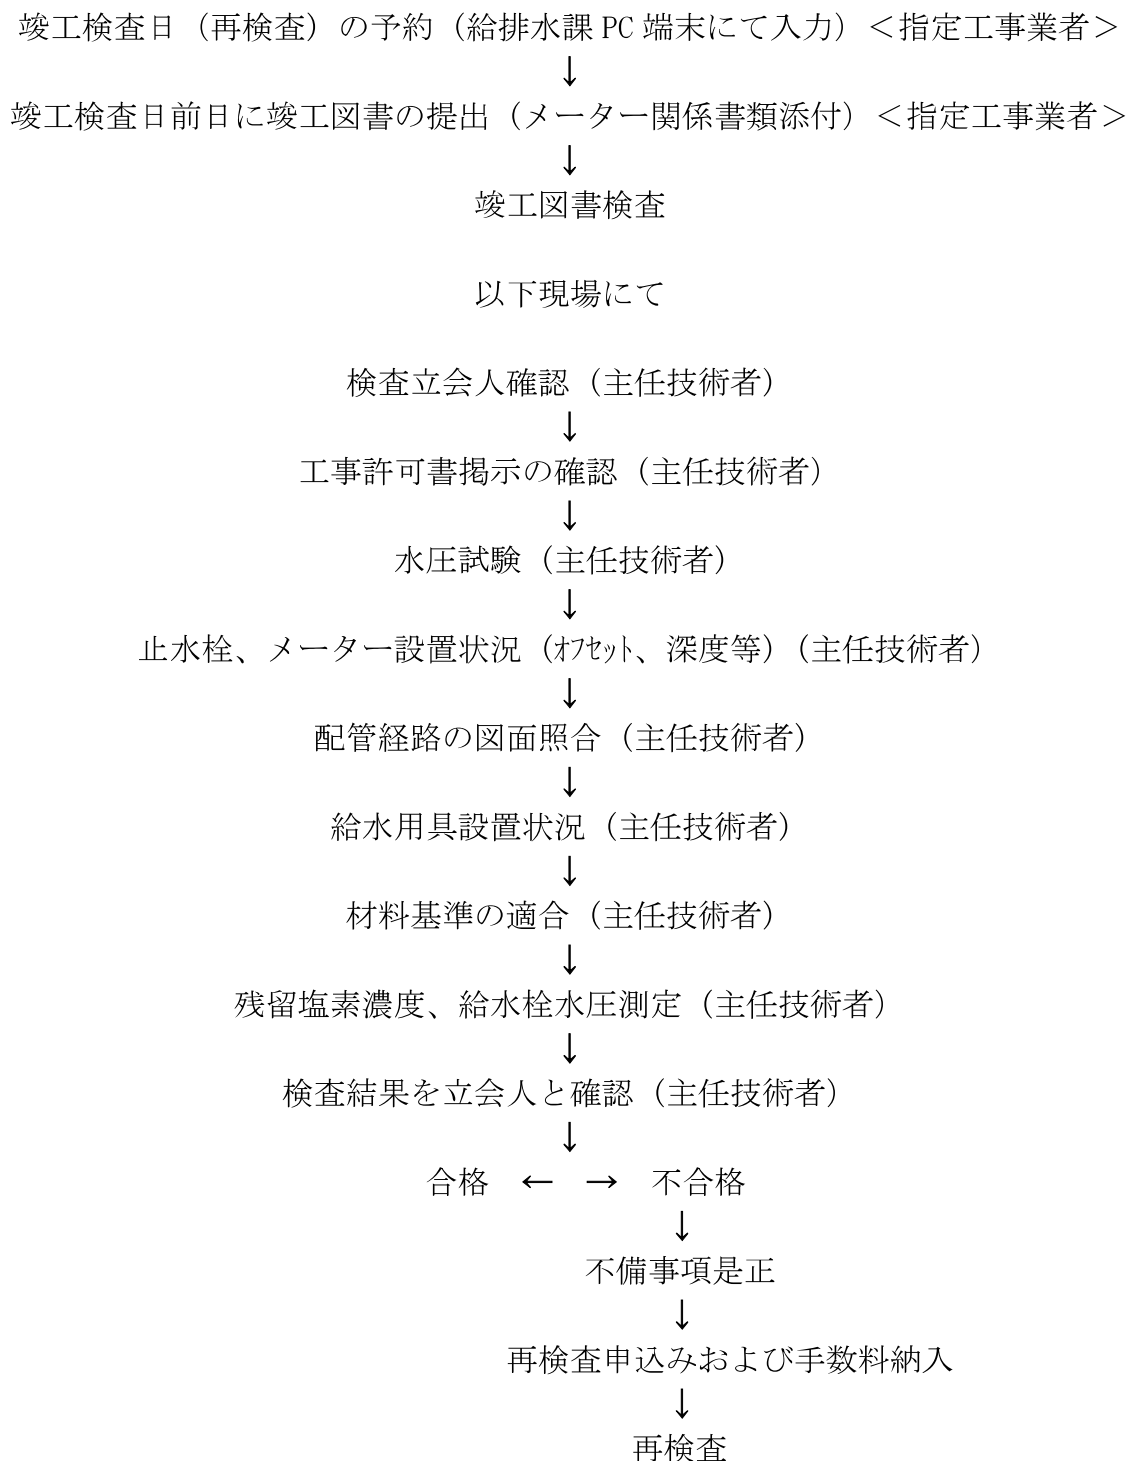 竣工検査日（再検査）の予約（給排水課 PC 端末にて入力）＜指定工事業者＞
↓
竣工検査日前日に竣工図書の提出（メーター関係書類添付）＜指定工事業者＞
↓
竣工図書検査
以下現場にて
検査立会人確認（主任技術者）
↓
工事許可書掲示の確認（主任技術者）
↓
水圧試験（主任技術者）
↓
止水栓、メーター設置状況（ｵﾌｾｯﾄ、深度等）（主任技術者）
↓
配管経路の図面照合（主任技術者）
↓
給水用具設置状況（主任技術者）
↓
材料基準の適合（主任技術者）
↓
残留塩素濃度、給水栓水圧測定（主任技術者）
↓
検査結果を立会人と確認（主任技術者）
↓
合格　←　→　不合格
↓
不備事項是正
↓
再検査申込みおよび手数料納入
↓
再検査